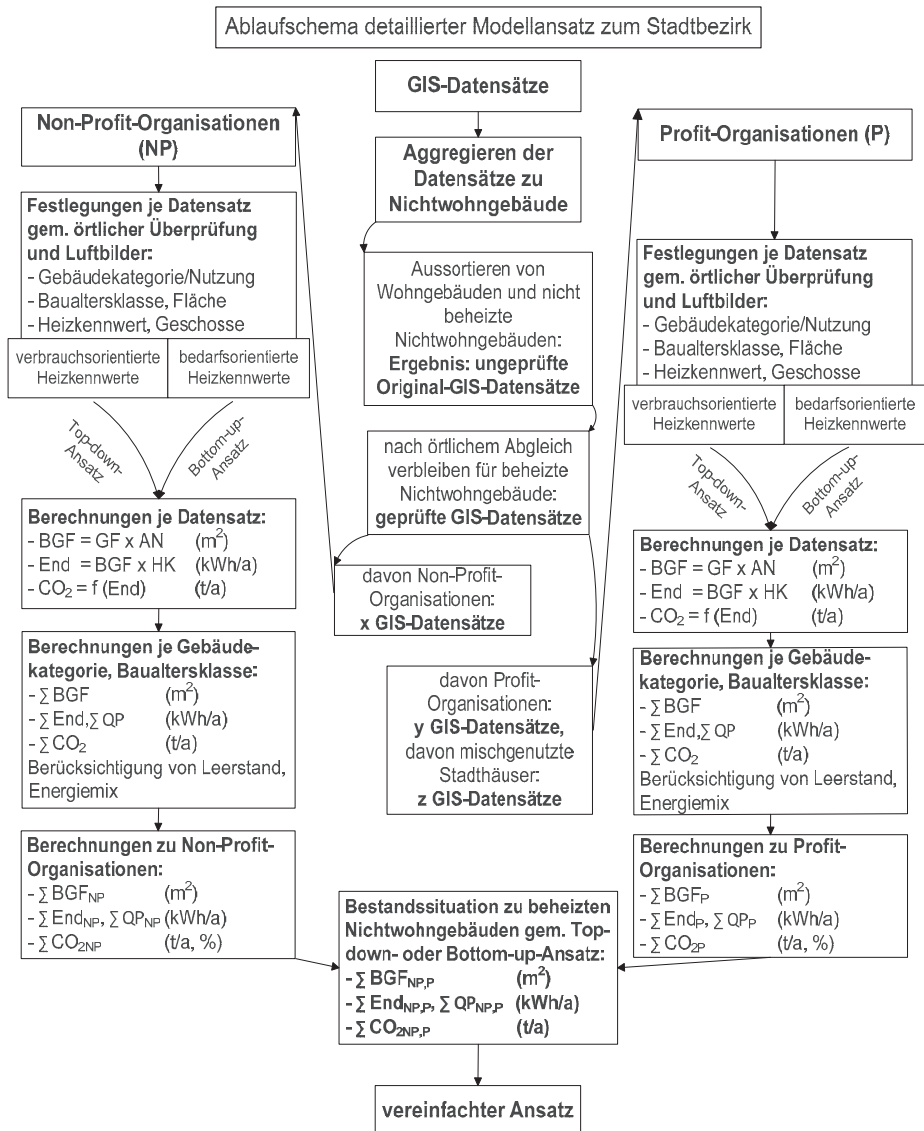 Ablaufschema detaillierter Modellansatz zum Stadtbezirk
GIS-Datensätze
Aggregieren der
Datensätze zu
Nichtwohngebäude
Aussortieren von
Wohngebäuden und nicht
beheizte
Nichtwohngebäuden:
Ergebnis: ungeprüfte
Original-GIS-Datensätze
nach örtlichem Abgleich
verbleiben für beheizte
Nichtwohngebäude:
geprüfte GIS-Datensätze
davon Non-Profit-
Organisationen:
x GIS-Datensätze
davon Profit-
Organisationen:
y GIS-Datensätze,
davon mischgenutzte
Stadthäuser:
z GIS-Datensätze
Non-Profit-Organisationen
(NP)
Festlegungen je Datensatz
gem. örtlicher Überprüfung
und Luftbilder:
- Gebäudekategorie/Nutzung
- Baualtersklasse, Fläche
- Heizkennwert, Geschosse
verbrauchsorientierte
Heizkennwerte
bedarfsorientierte
Heizkennwerte
Top-down-
Ansatz
Bottom-up-
Ansatz
Berechnungen je Datensatz:
- BGF = GF x AN (m²)
- End = BGF x HK (kWh/a)
- CO₂ = f (End) (t/a)
Berechnungen je Gebäude-
kategorie, Baualtersklasse:
- ∑ BGF (m²)
- ∑ End, ∑ QP (kWh/a)
- ∑ CO₂ (t/a)
Berücksichtigung von Leerstand,
Energiemix
Berechnungen zu Non-Profit-
Organisationen:
- ∑ BGF_NP (m²)
- ∑ End_NP, ∑ QP_NP (kWh/a)
- ∑ CO₂NP (t/a, %)
Profit-Organisationen (P)
Festlegungen je Datensatz
gem. örtlicher Überprüfung
und Luftbilder:
- Gebäudekategorie/Nutzung
- Baualtersklasse, Fläche
- Heizkennwert, Geschosse
verbrauchsorientierte
Heizkennwerte
bedarfsorientierte
Heizkennwerte
Top-down-
Ansatz
Bottom-up-
Ansatz
Berechnungen je Datensatz:
- BGF = GF x AN (m²)
- End = BGF x HK (kWh/a)
- CO₂ = f (End) (t/a)
Berechnungen je Gebäude-
kategorie, Baualtersklasse:
- ∑ BGF (m²)
- ∑ End, ∑ QP (kWh/a)
- ∑ CO₂ (t/a)
Berücksichtigung von Leerstand,
Energiemix
Berechnungen zu Profit-
Organisationen:
- ∑ BGF_P (m²)
- ∑ End_P, ∑ QP_P (kWh/a)
- ∑ CO₂P (t/a, %)
Bestandssituation zu beheizten
Nichtwohngebäuden gem. Top-
down- oder Bottom-up-Ansatz:
- ∑ BGF_NP,P (m²)
- ∑ End_NP,P, ∑ QP_NP,P (kWh/a)
- ∑ CO₂NP,P (t/a)
vereinfachter Ansatz